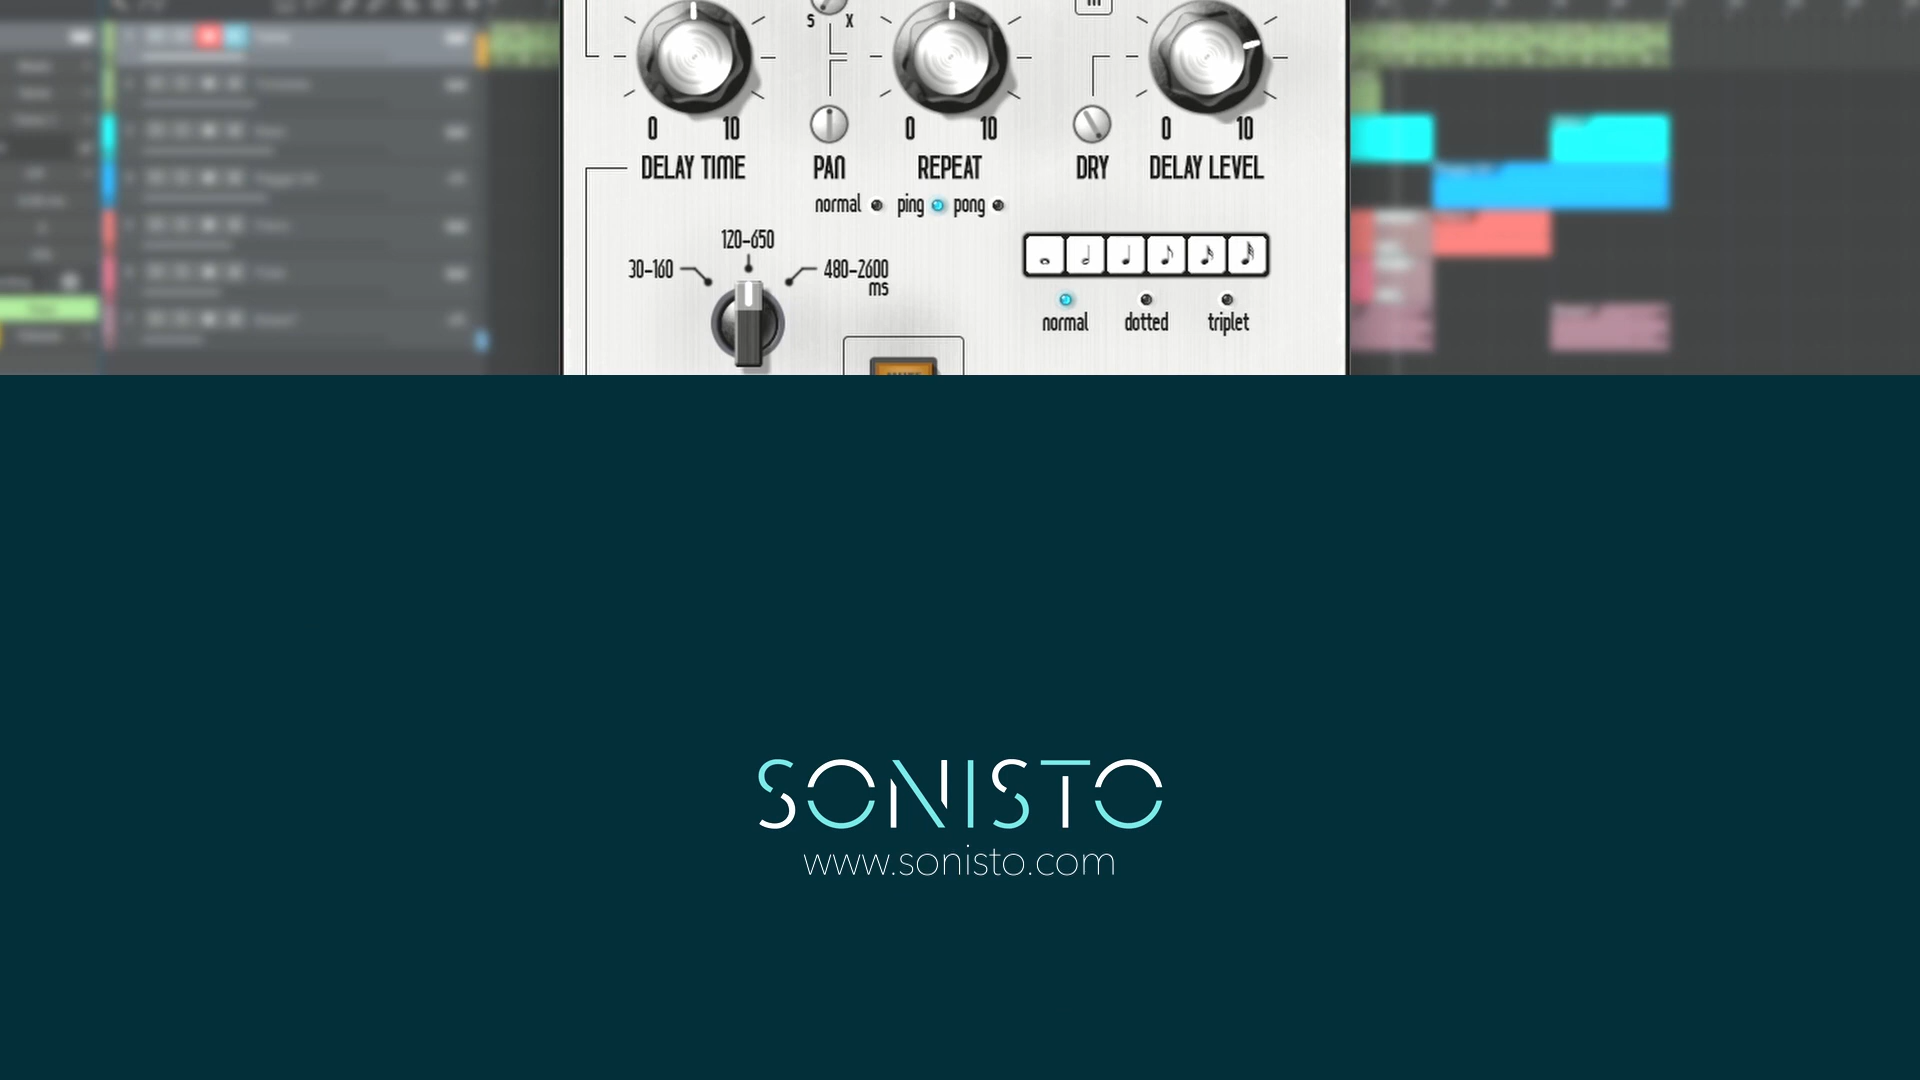 S X
0 10
0 10
0 10
DELAY TIME PAN REPEAT DRY DELAY LEVEL
normal ping pong
120-650
30-160 480-2600
ms
normal dotted triplet
SONISTO
www.sonisto.com